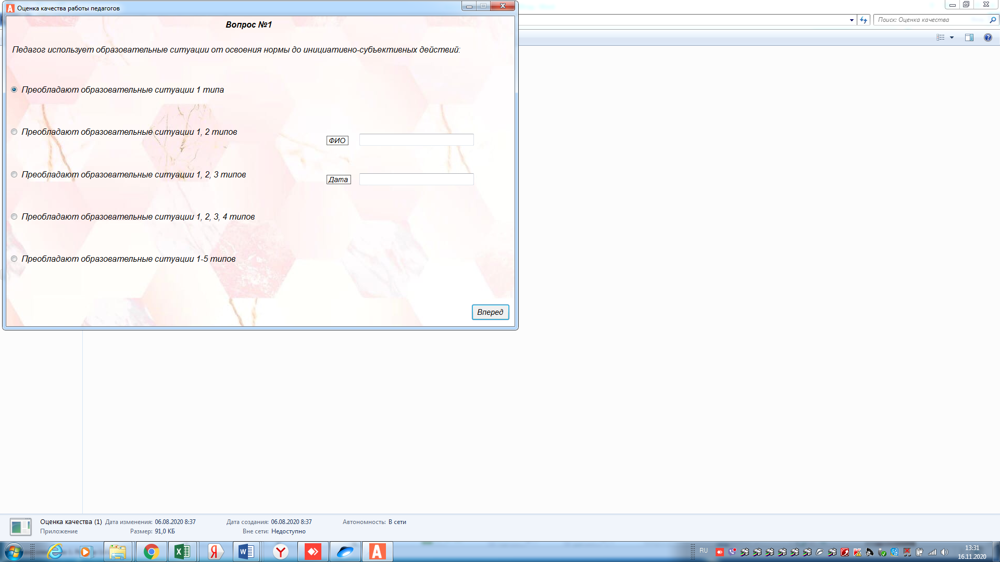 Оценка качества работы педагогов
Поиск: Оценка качества
Вопрос №1
Педагог использует образовательные ситуации от освоения нормы до инициативно-субъективных действий:
Преобладают образовательные ситуации 1 типа
Преобладают образовательные ситуации 1, 2 типов
ФИО
Преобладают образовательные ситуации 1, 2, 3 типов
Дата
Преобладают образовательные ситуации 1, 2, 3, 4 типов
Преобладают образовательные ситуации 1-5 типов
Вперед
Оценка качества (1) Дата изменения: 06.08.2020 8:37 Дата создания: 06.08.2020 8:37 Автономность: В сети
Приложение Размер: 91,0 КБ Вне сети: Недоступно
RU
13:31
16.11.2020